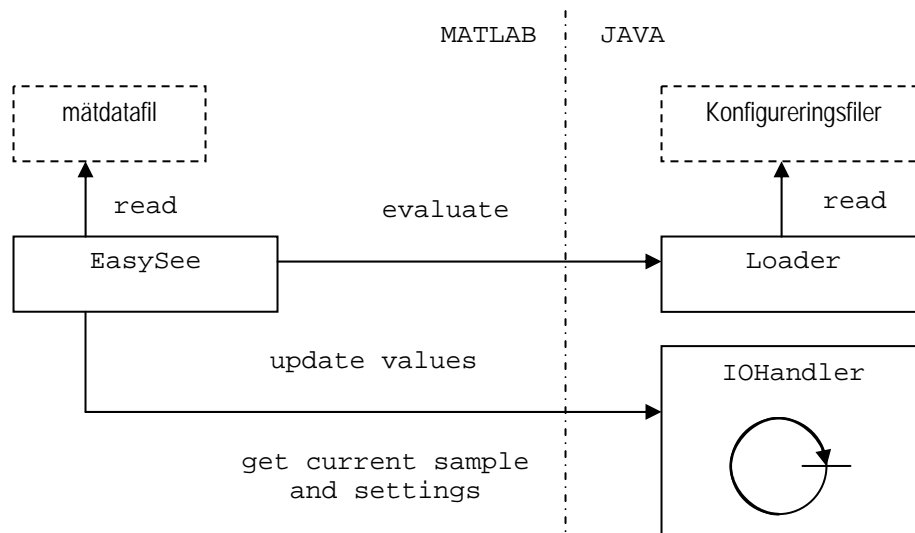 MATLAB JAVA
mätdatafil
Konfigureringsfiler
read
evaluate
read
EasySee
Loader
update values
IOHandler
get current sample
and settings